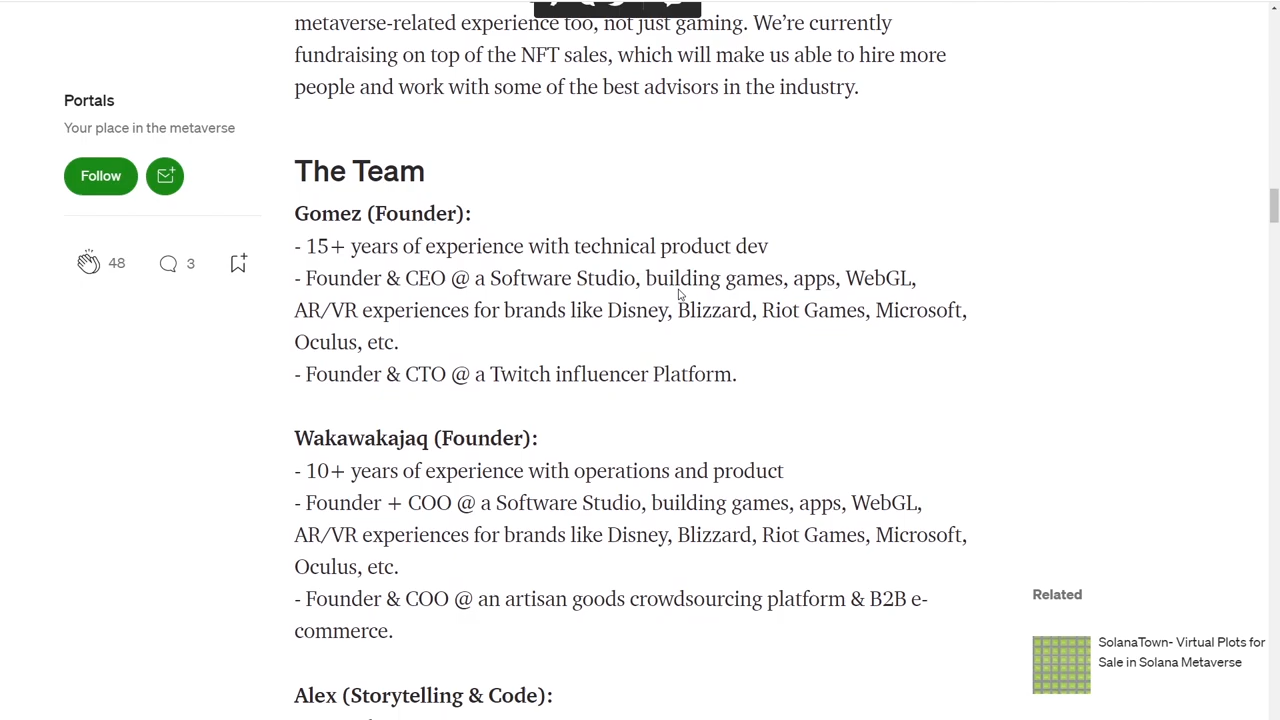 metaverse-related experience too, not just gaming. We’re currently
fundraising on top of the NFT sales, which will make us able to hire more
people and work with some of the best advisors in the industry.
Portals
Your place in the metaverse
Follow
48
3
The Team
Gomez (Founder):
- 15+ years of experience with technical product dev
- Founder & CEO @ a Software Studio, building games, apps, WebGL,
AR/VR experiences for brands like Disney, Blizzard, Riot Games, Microsoft,
Oculus, etc.
- Founder & CTO @ a Twitch influencer Platform.
Wakawakajaq (Founder):
- 10+ years of experience with operations and product
- Founder + COO @ a Software Studio, building games, apps, WebGL,
AR/VR experiences for brands like Disney, Blizzard, Riot Games, Microsoft,
Oculus, etc.
- Founder & COO @ an artisan goods crowdsourcing platform & B2B e-
commerce.
Alex (Storytelling & Code):
Related
SolanaTown- Virtual Plots for
Sale in Solana Metaverse